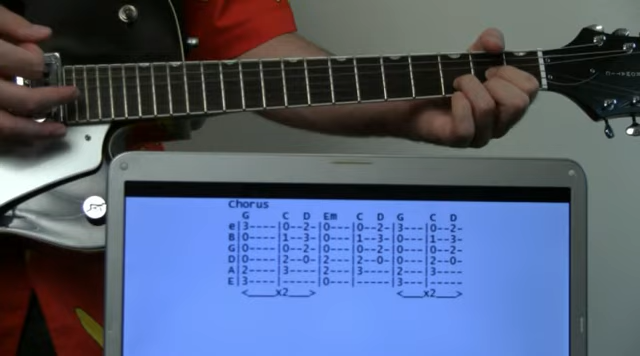 Chorus
G C D Em C D G C D
e|3----|0--2-|0----|0--2-|3----|0--2-
B|0----|1--3-|0----|1--3-|0----|1--3-
G|0----|0--2-|0----|0--2-|0----|0--2-
D|0----|2--0-|2----|2--0-|0----|2--0-
A|2----|3----|2----|3----|2----|3----
E|3----|-----|0----|-----|3----|-----
<____x2___> <____x2___>